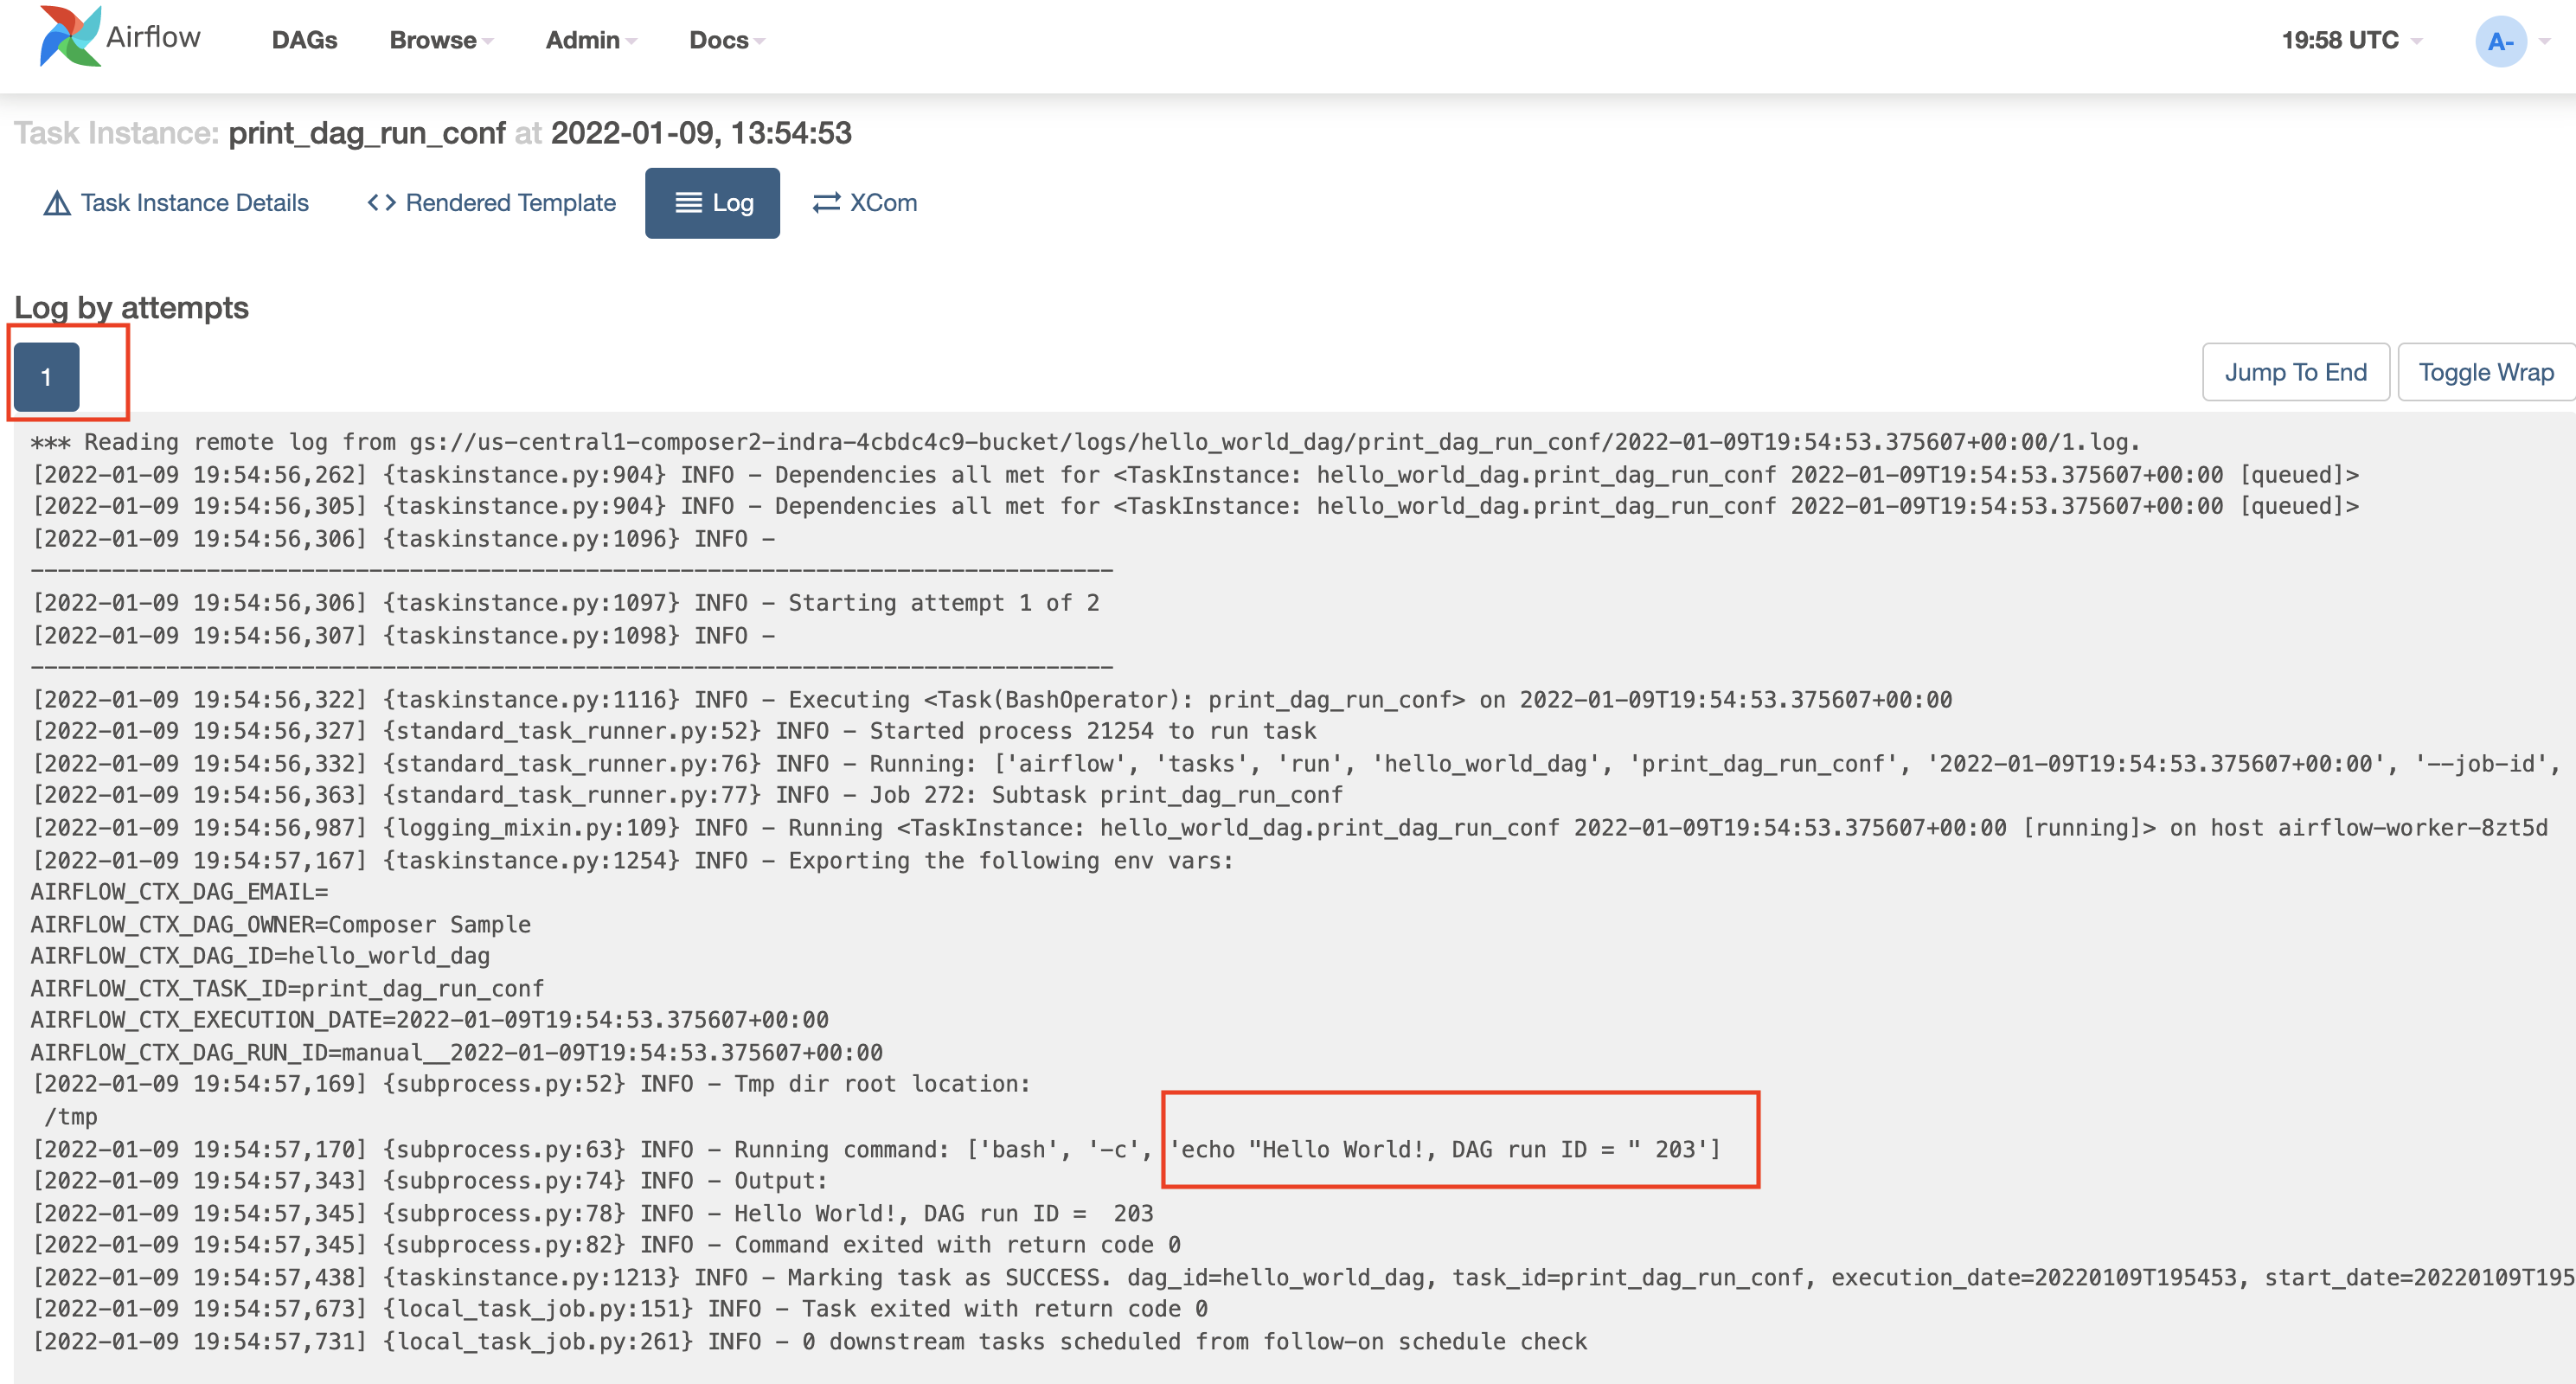 Airflow DAGs Browse Admin Docs 19:58 UTC A-
Task Instance: print_dag_run_conf at 2022-01-09, 13:54:53
Task Instance Details <> Rendered Template Log XCom
Log by attempts
1 Jump To End Toggle Wrap
*** Reading remote log from gs://us-central1-composer2-indra-4cbdc4c9-bucket/logs/hello_world_dag/print_dag_run_conf/2022-01-09T19:54:53.375607+00:00/1.log.
[2022-01-09 19:54:56,262] {taskinstance.py:904} INFO - Dependencies all met for <TaskInstance: hello_world_dag.print_dag_run_conf 2022-01-09T19:54:53.375607+00:00 [queued]>
[2022-01-09 19:54:56,305] {taskinstance.py:904} INFO - Dependencies all met for <TaskInstance: hello_world_dag.print_dag_run_conf 2022-01-09T19:54:53.375607+00:00 [queued]>
[2022-01-09 19:54:56,306] {taskinstance.py:1096} INFO -
--------------------------------------------------------------------------------
[2022-01-09 19:54:56,306] {taskinstance.py:1097} INFO - Starting attempt 1 of 2
[2022-01-09 19:54:56,307] {taskinstance.py:1098} INFO -
--------------------------------------------------------------------------------
[2022-01-09 19:54:56,322] {taskinstance.py:1116} INFO - Executing <Task(BashOperator): print_dag_run_conf> on 2022-01-09T19:54:53.375607+00:00
[2022-01-09 19:54:56,327] {standard_task_runner.py:52} INFO - Started process 21254 to run task
[2022-01-09 19:54:56,332] {standard_task_runner.py:76} INFO - Running: ['airflow', 'tasks', 'run', 'hello_world_dag', 'print_dag_run_conf', '2022-01-09T19:54:53.375607+00:00', '--job-id',
[2022-01-09 19:54:56,363] {standard_task_runner.py:77} INFO - Job 272: Subtask print_dag_run_conf
[2022-01-09 19:54:56,987] {logging_mixin.py:109} INFO - Running <TaskInstance: hello_world_dag.print_dag_run_conf 2022-01-09T19:54:53.375607+00:00 [running]> on host airflow-worker-8zt5d
[2022-01-09 19:54:57,167] {taskinstance.py:1254} INFO - Exporting the following env vars:
AIRFLOW_CTX_DAG_EMAIL=
AIRFLOW_CTX_DAG_OWNER=Composer Sample
AIRFLOW_CTX_DAG_ID=hello_world_dag
AIRFLOW_CTX_TASK_ID=print_dag_run_conf
AIRFLOW_CTX_EXECUTION_DATE=2022-01-09T19:54:53.375607+00:00
AIRFLOW_CTX_DAG_RUN_ID=manual__2022-01-09T19:54:53.375607+00:00
[2022-01-09 19:54:57,169] {subprocess.py:52} INFO - Tmp dir root location:
/tmp
[2022-01-09 19:54:57,170] {subprocess.py:63} INFO - Running command: ['bash', '-c', 'echo "Hello World!, DAG run ID = " 203']
[2022-01-09 19:54:57,343] {subprocess.py:74} INFO - Output:
[2022-01-09 19:54:57,345] {subprocess.py:78} INFO - Hello World!, DAG run ID =  203
[2022-01-09 19:54:57,345] {subprocess.py:82} INFO - Command exited with return code 0
[2022-01-09 19:54:57,438] {taskinstance.py:1213} INFO - Marking task as SUCCESS. dag_id=hello_world_dag, task_id=print_dag_run_conf, execution_date=20220109T195453, start_date=20220109T195
[2022-01-09 19:54:57,673] {local_task_job.py:151} INFO - Task exited with return code 0
[2022-01-09 19:54:57,731] {local_task_job.py:261} INFO - 0 downstream tasks scheduled from follow-on schedule check